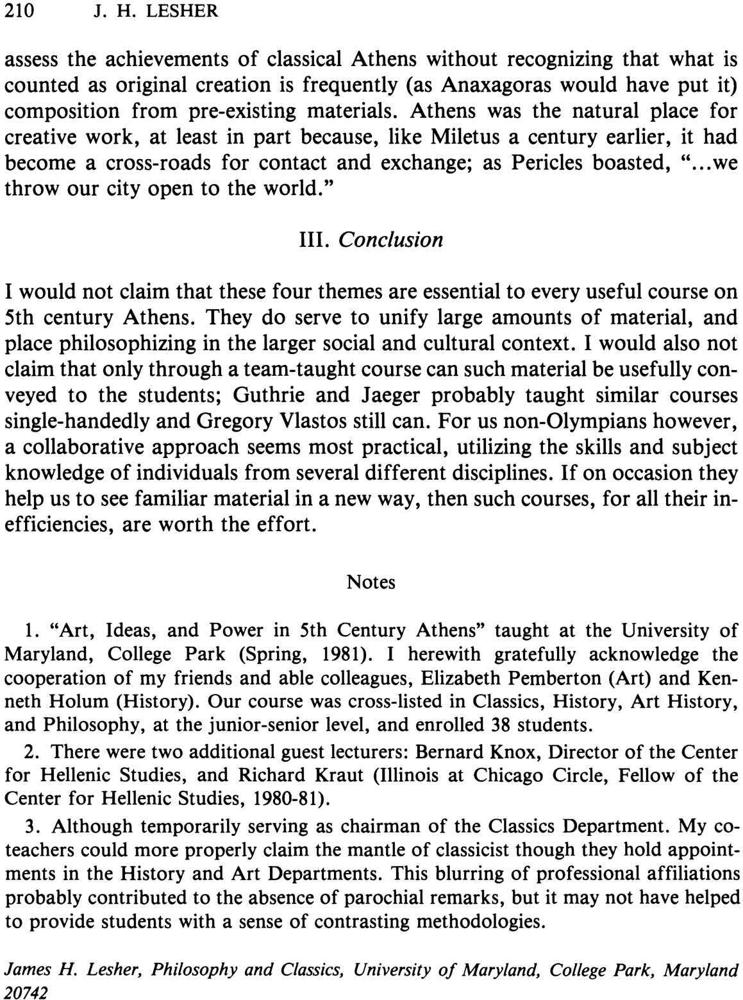 210 J. H. LESHER
assess the achievements of classical Athens without recognizing that what is
counted as original creation is frequently (as Anaxagoras would have put it)
composition from pre-existing materials. Athens was the natural place for
creative work, at least in part because, like Miletus a century earlier, it had
become a cross-roads for contact and exchange; as Pericles boasted, “...we
throw our city open to the world.”
III. Conclusion
I would not claim that these four themes are essential to every useful course on
5th century Athens. They do serve to unify large amounts of material, and
place philosophizing in the larger social and cultural context. I would also not
claim that only through a team-taught course can such material be usefully con-
veyed to the students; Guthrie and Jaeger probably taught similar courses
single-handedly and Gregory Vlastos still can. For us non-Olympians however,
a collaborative approach seems most practical, utilizing the skills and subject
knowledge of individuals from several different disciplines. If on occasion they
help us to see familiar material in a new way, then such courses, for all their in-
efficiencies, are worth the effort.
Notes
1. “Art, Ideas, and Power in 5th Century Athens” taught at the University of
Maryland, College Park (Spring, 1981). I herewith gratefully acknowledge the
cooperation of my friends and able colleagues, Elizabeth Pemberton (Art) and Ken-
neth Holum (History). Our course was cross-listed in Classics, History, Art History,
and Philosophy, at the junior-senior level, and enrolled 38 students.
2. There were two additional guest lecturers: Bernard Knox, Director of the Center
for Hellenic Studies, and Richard Kraut (Illinois at Chicago Circle, Fellow of the
Center for Hellenic Studies, 1980-81).
3. Although temporarily serving as chairman of the Classics Department. My co-
teachers could more properly claim the mantle of classicist though they hold appoint-
ments in the History and Art Departments. This blurring of professional affiliations
probably contributed to the absence of parochial remarks, but it may not have helped
to provide students with a sense of contrasting methodologies.
James H. Lesher, Philosophy and Classics, University of Maryland, College Park, Maryland
20742